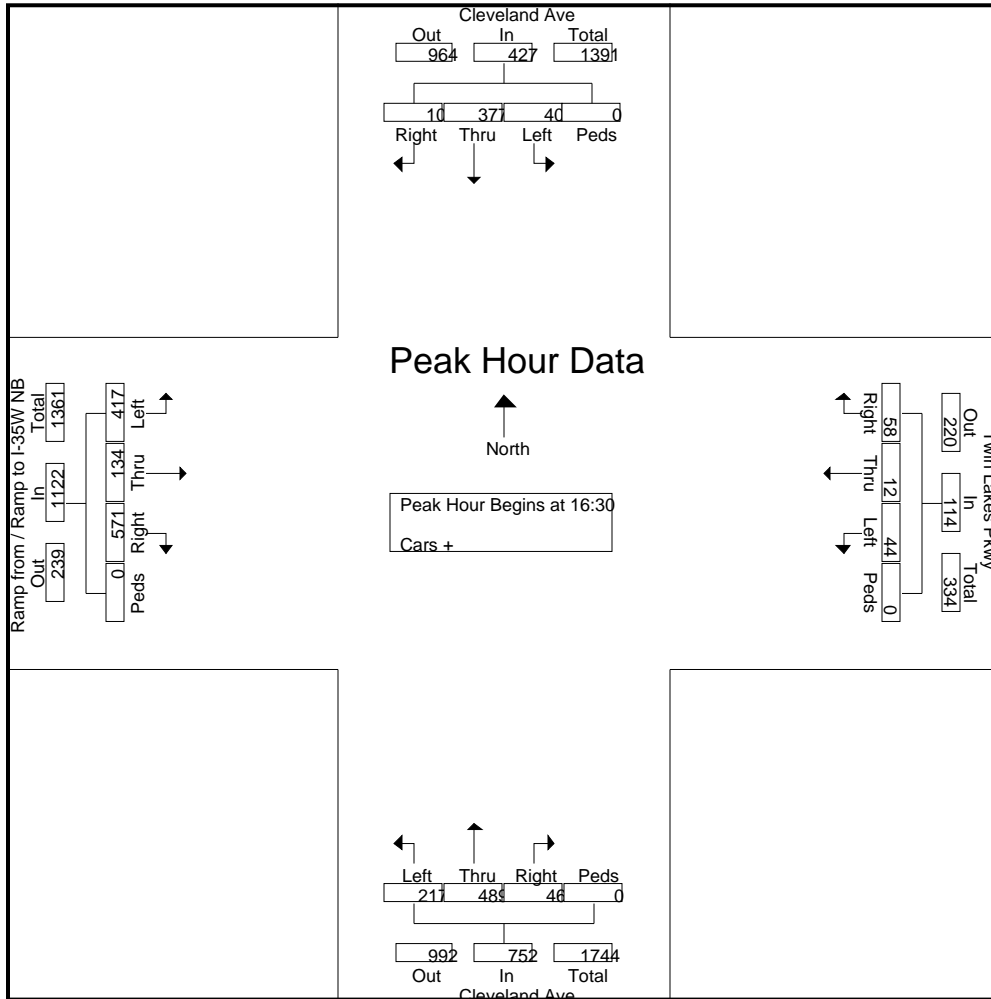 Cleveland Ave
Out In Total
964 427 1391
10 377 40 0
Right Thru Left Peds
Peak Hour Data
North
Peak Hour Begins at 16:30
Cars +
Ramp from / Ramp to I-35W NB
Total In Out
1361 1122 239
417 134 571 0
Left Thru Right Peds
Right Thru Left Peds
58 12 44 0
220 114 334
Out In Total
Twin Lakes Pkwy
Left Thru Right Peds
217 489 46 0
992 752 1744
Out In Total
Cleveland Ave